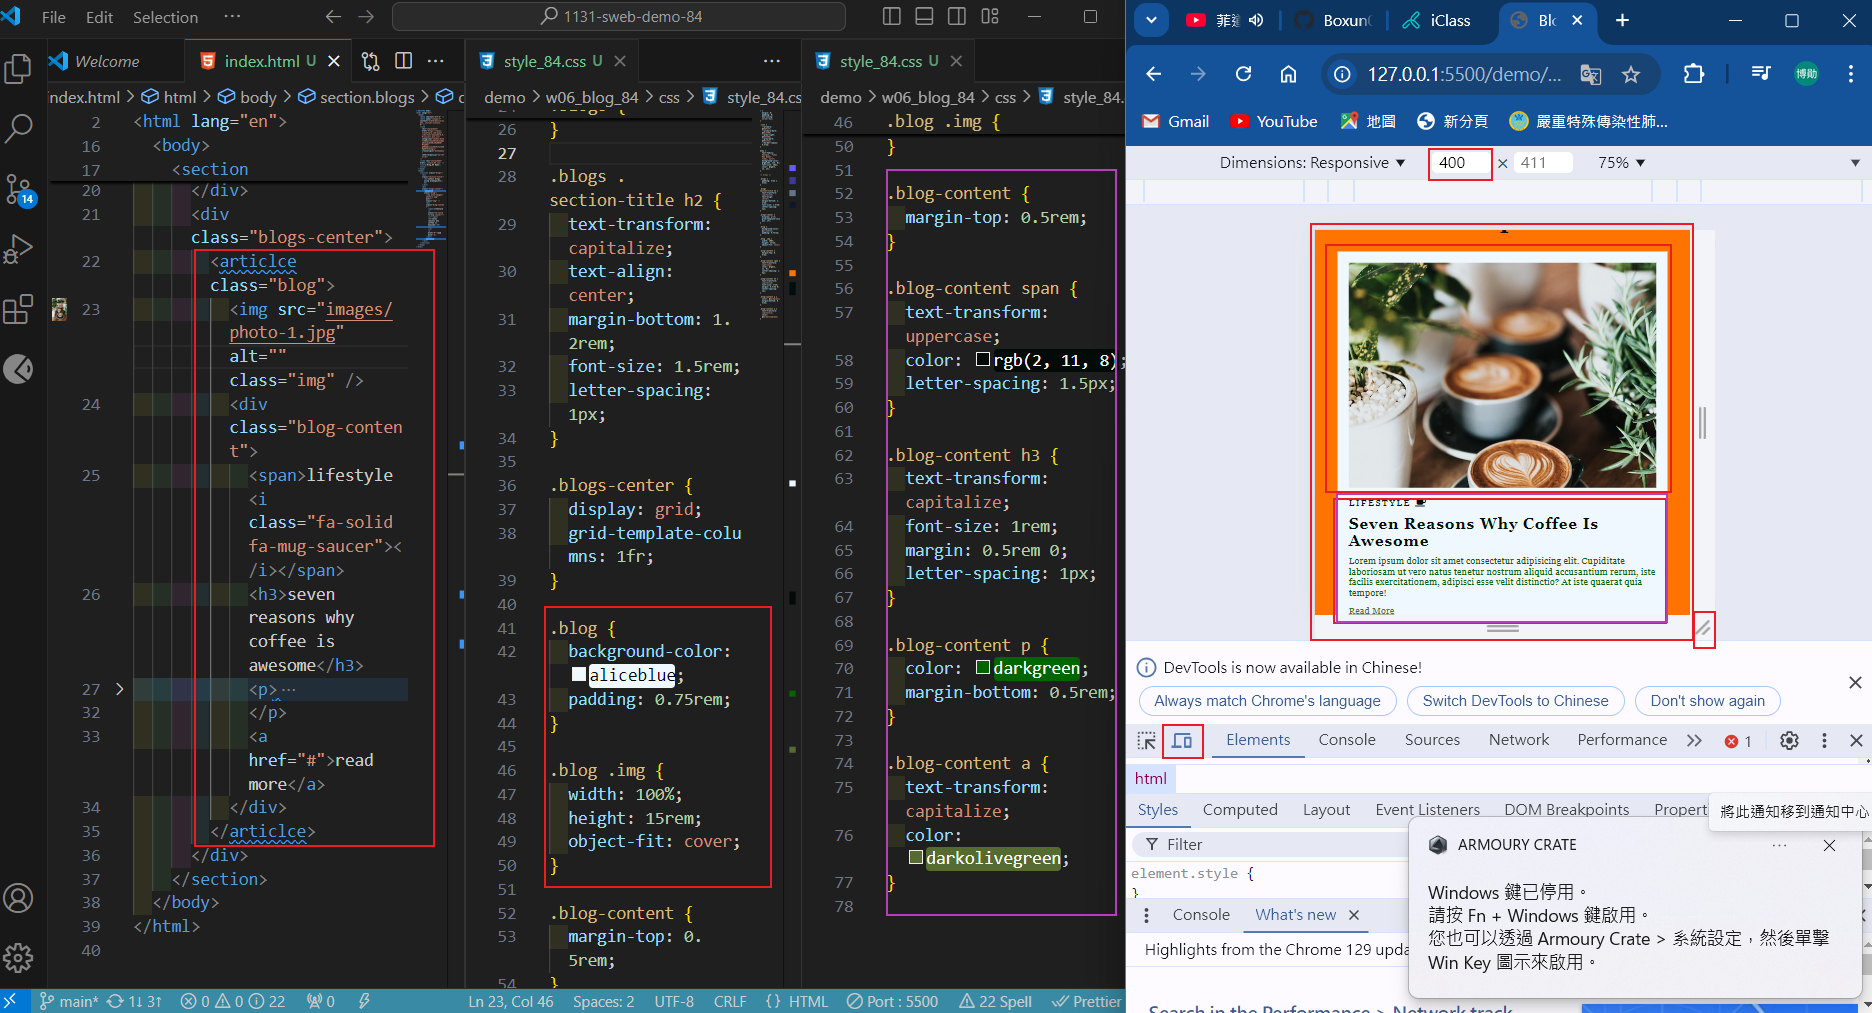 File Edit Selection ··· 1131-sweb-demo-84
Welcome
index.html U
style_84.css U
style_84.css U
index.html > html > body > section.blogs >
demo > w06_blog_84 > css > style_84.cs
demo > w06_blog_84 > css > style_84.
2 <html lang="en">
16 <body>
17 <section
20 </div>
21 <div
class="blogs-center">
22 <articlce
class="blog">
23 <img src="images/
photo-1.jpg"
alt=""
class="img" />
24 <div
class="blog-conten
t">
25 <span>lifestyle
<i
class="fa-solid
fa-mug-saucer"><
/i></span>
26 <h3>seven
reasons why
coffee is
awesome</h3>
27 <p>···
32 </p>
33 <a
href="#">read
more</a>
34 </div>
35 </articlce>
36 </div>
37 </section>
38 </body>
39 </html>
40
26 }
27
28 .blogs .
section-title h2 {
29 text-transform:
capitalize;
30 text-align:
center;
31 margin-bottom: 1.
2rem;
32 font-size: 1.5rem;
33 letter-spacing:
1px;
34 }
35
36 .blogs-center {
37 display: grid;
38 grid-template-colu
mns: 1fr;
39 }
40
41 .blog {
42 background-color:
aliceblue;
43 padding: 0.75rem;
44 }
45
46 .blog .img {
47 width: 100%;
48 height: 15rem;
49 object-fit: cover;
50 }
51
52 .blog-content {
53 margin-top: 0.
5rem;
54 }
46 .blog .img {
50 }
51
52 .blog-content {
53 margin-top: 0.5rem;
54 }
55
56 .blog-content span {
57 text-transform:
uppercase;
58 color: rgb(2, 11, 8);
59 letter-spacing: 1.5px;
60 }
61
62 .blog-content h3 {
63 text-transform:
capitalize;
64 font-size: 1rem;
65 margin: 0.5rem 0;
66 letter-spacing: 1px;
67 }
68
69 .blog-content p {
70 color: darkgreen;
71 margin-bottom: 0.5rem;
72 }
73
74 .blog-content a {
75 text-transform:
capitalize;
76 color:
darkolivegreen;
77 }
78
14
main* 1↓ 3↑ 0 0 22 0 Ln 23, Col 46 Spaces: 2 UTF-8 CRLF {} HTML Port : 5500 22 Spell Prettier
Boxun iClass Blo
127.0.0.1:5500/demo/... 博勛
Gmail YouTube 地圖 新分頁 嚴重特殊傳染性肺...
Dimensions: Responsive 400 × 411 75%
LIFESTYLE
Seven Reasons Why Coffee Is
Awesome
Lorem ipsum dolor sit amet consectetur adipisicing elit. Cupiditate
laboriosam ut vero natus tenetur nostrum aliquid accusantium rerum, iste
facilis exercitationem, adipisci esse velit distinctio? At iste quaerat quia
tempore!
Read More
DevTools is now available in Chinese!
Always match Chrome's language Switch DevTools to Chinese Don't show again
Elements Console Sources Network Performance 1
html
Styles Computed Layout Event Listeners DOM Breakpoints Propert
將此通知移到通知中心
Filter
element.style {
}
Console What's new
Highlights from the Chrome 129 upda
Search in the Performance > Network track
ARMOURY CRATE
Windows 鍵已停用。
請按 Fn + Windows 鍵啟用。
您也可以透過 Armoury Crate > 系統設定，然後單擊
Win Key 圖示來啟用。